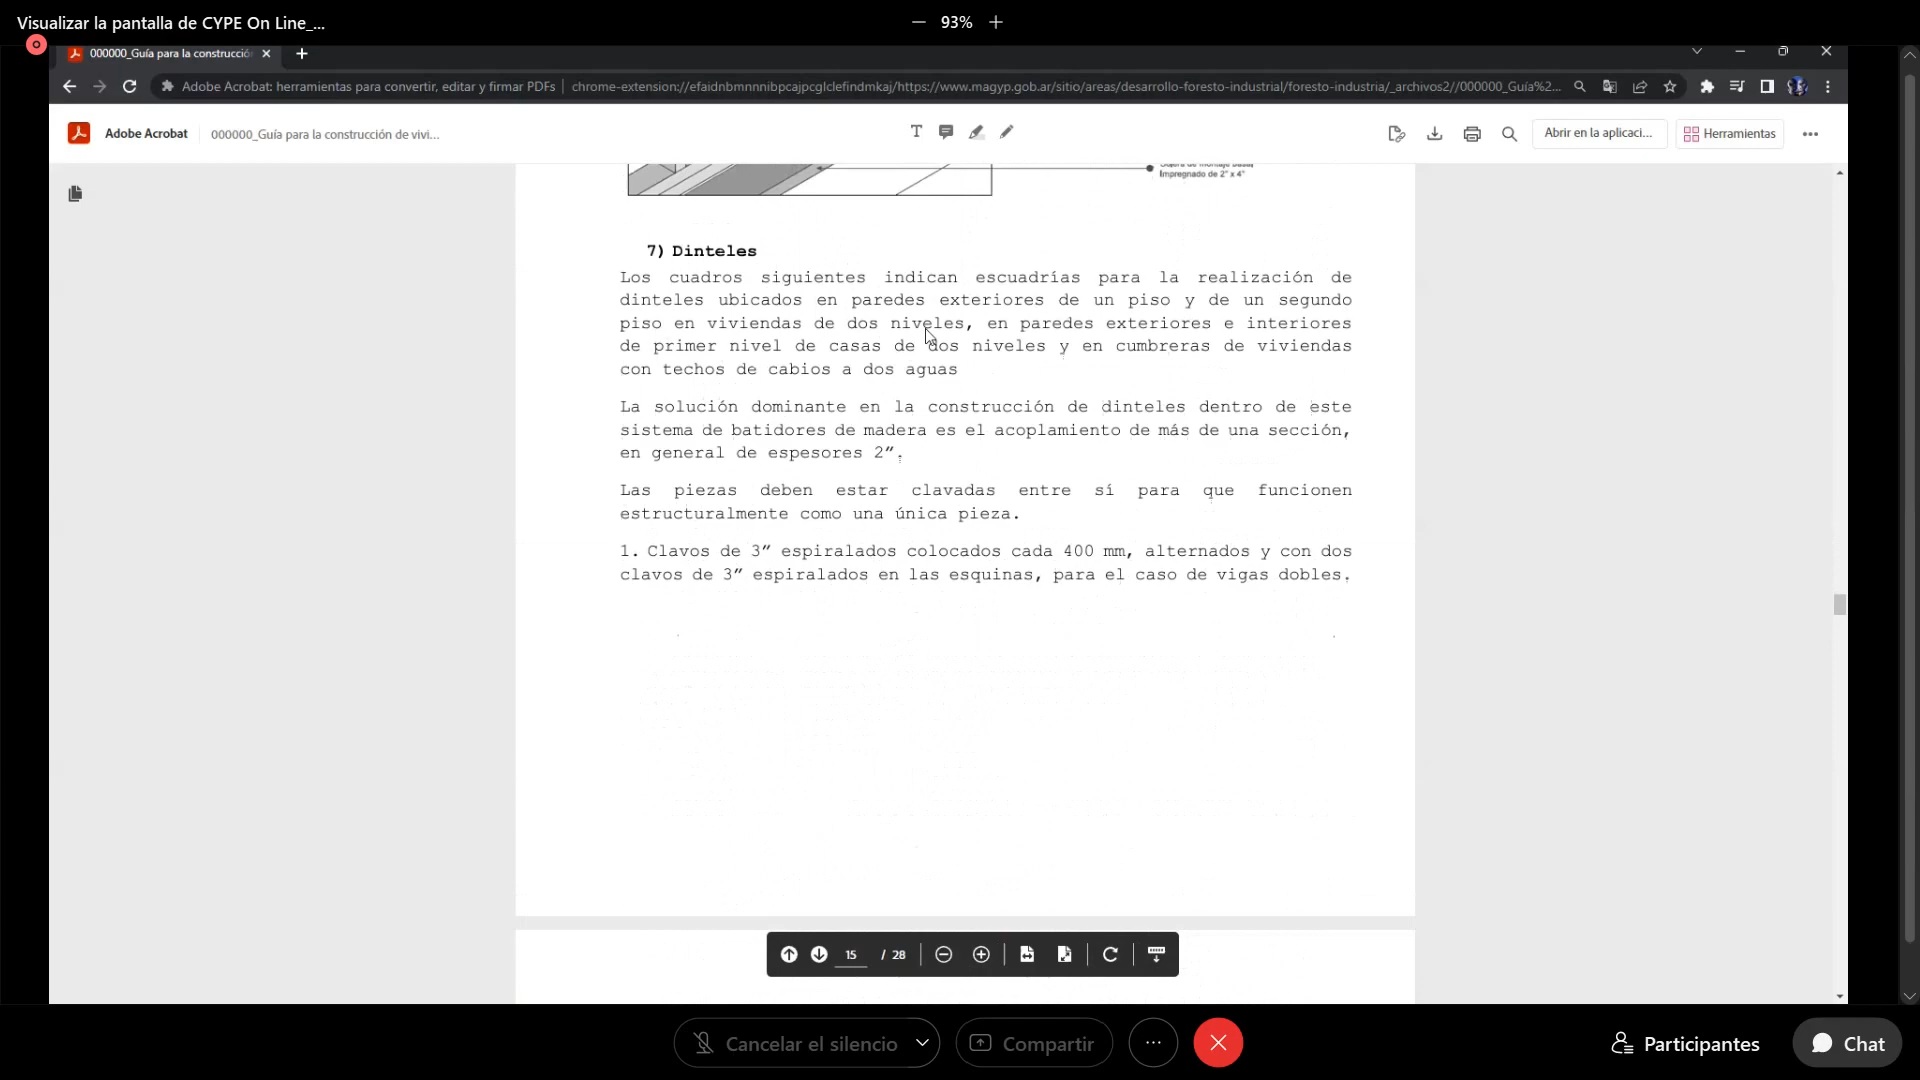 Visualizar la pantalla de CYPE On Line_...
93%
000000_Guía para la construcció
Adobe Acrobat: herramientas para convertir, editar y firmar PDFs | chrome-extension://efaidnbmnnnibpcajpcglclefindmkaj/https://www.magyp.gob.ar/sitio/areas/desarrollo-foresto-industrial/foresto-industria/_archivos2//000000_Guía%2...
Adobe Acrobat
000000_Guía para la construcción de vivi...
Abrir en la aplicaci...
Herramientas
Solera de montaje basal
Impregnado de 2" x 4"
7) Dinteles
Los cuadros siguientes indican escuadrías para la realización de
dinteles ubicados en paredes exteriores de un piso y de un segundo
piso en viviendas de dos niveles, en paredes exteriores e interiores
de primer nivel de casas de dos niveles y en cumbreras de viviendas
con techos de cabios a dos aguas
La solución dominante en la construcción de dinteles dentro de este
sistema de batidores de madera es el acoplamiento de más de una sección,
en general de espesores 2".
Las piezas deben estar clavadas entre sí para que funcionen
estructuralmente como una única pieza.
1. Clavos de 3" espiralados colocados cada 400 mm, alternados y con dos
clavos de 3" espiralados en las esquinas, para el caso de vigas dobles.
15 / 28
Cancelar el silencio
Compartir
Participantes
Chat